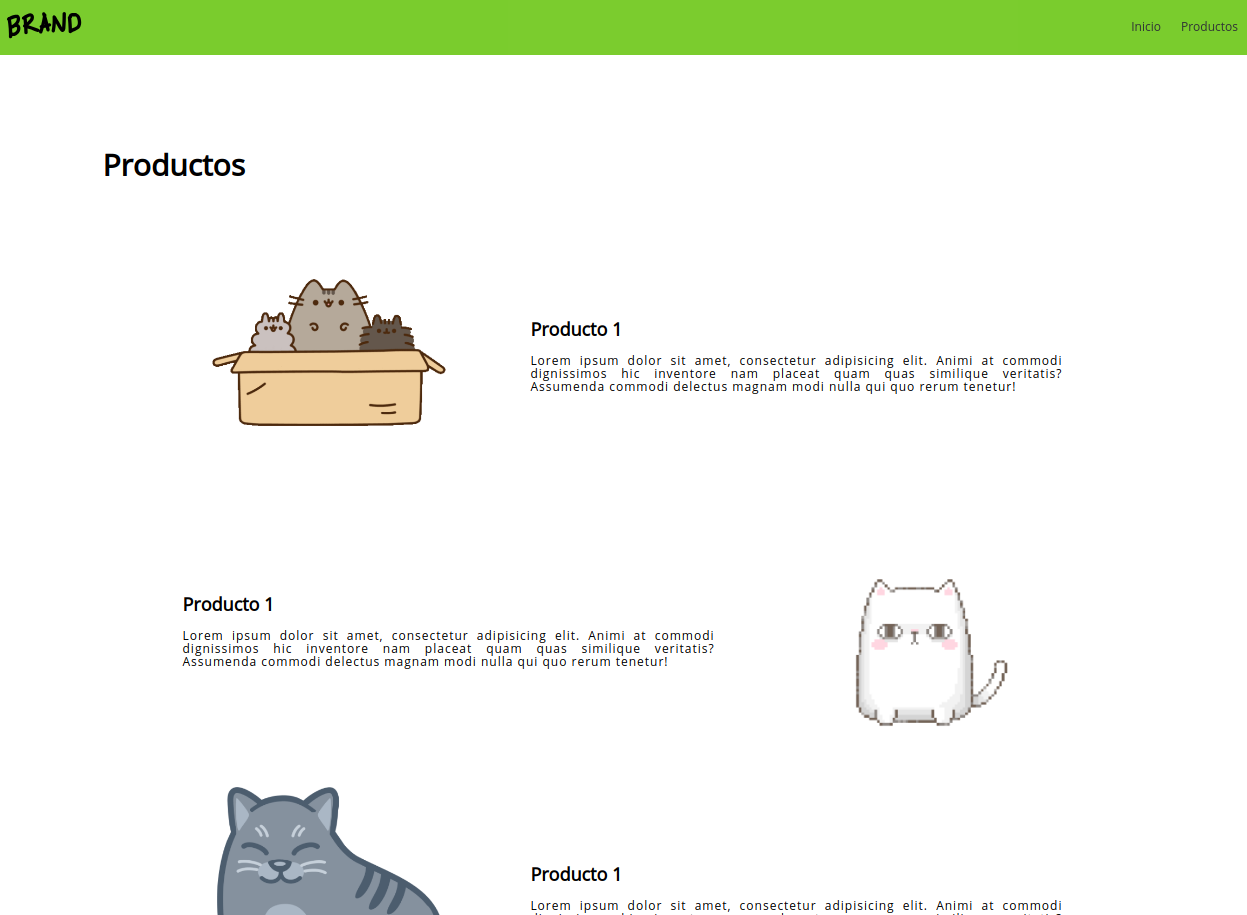 BRAND
Inicio Productos
Productos
Producto 1
Lorem ipsum dolor sit amet, consectetur adipisicing elit. Animi at commodi
dignissimos hic inventore nam placeat quam quas similique veritatis?
Assumenda commodi delectus magnam modi nulla qui quo rerum tenetur!
Producto 1
Lorem ipsum dolor sit amet, consectetur adipisicing elit. Animi at commodi
dignissimos hic inventore nam placeat quam quas similique veritatis?
Assumenda commodi delectus magnam modi nulla qui quo rerum tenetur!
Producto 1
Lorem ipsum dolor sit amet, consectetur adipisicing elit. Animi at commodi